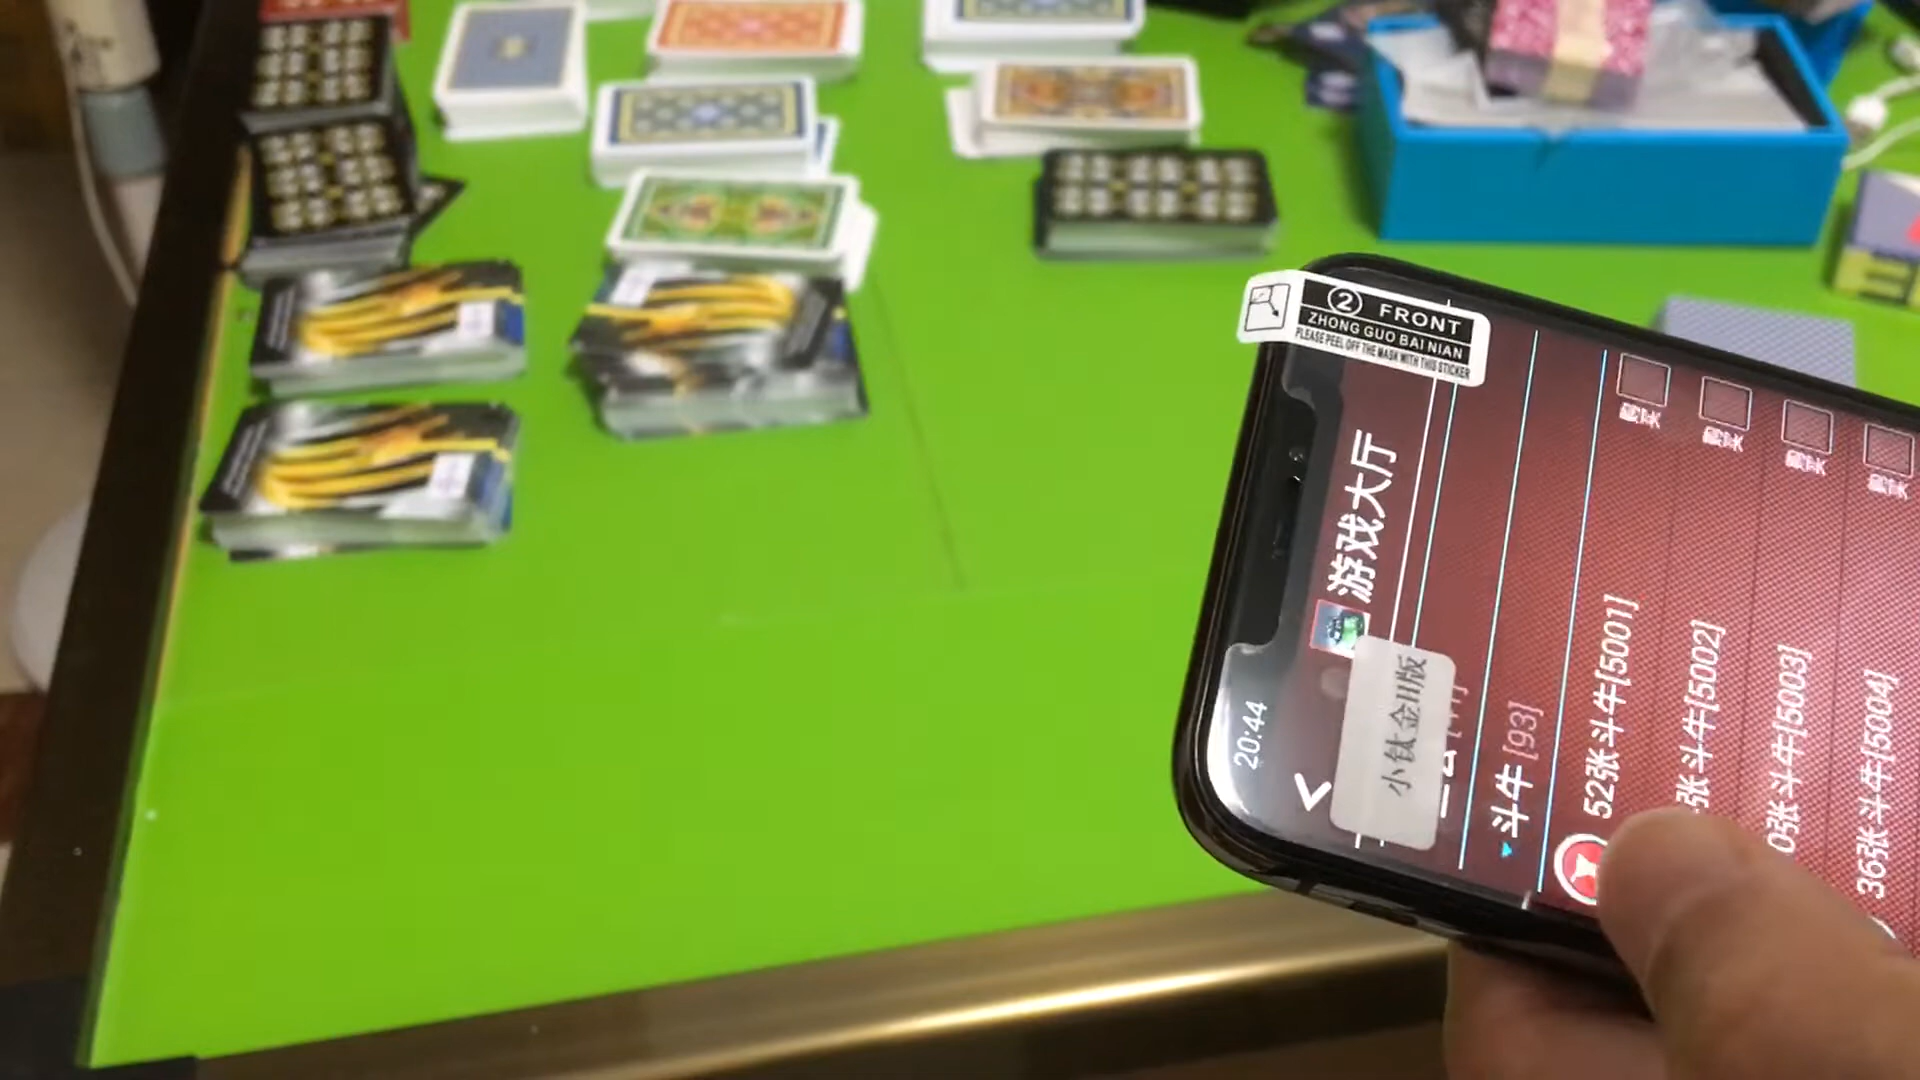 ② FRONT
ZHONG GUO BAI NIAN
PLEASE PEEL OFF THE MASK WITH THIS STICKER
20:44
游戏大厅
小钛金II版
斗牛 [93]
52张斗牛[5001]
张斗牛[5002]
0张斗牛[5003]
36张斗牛[5004]